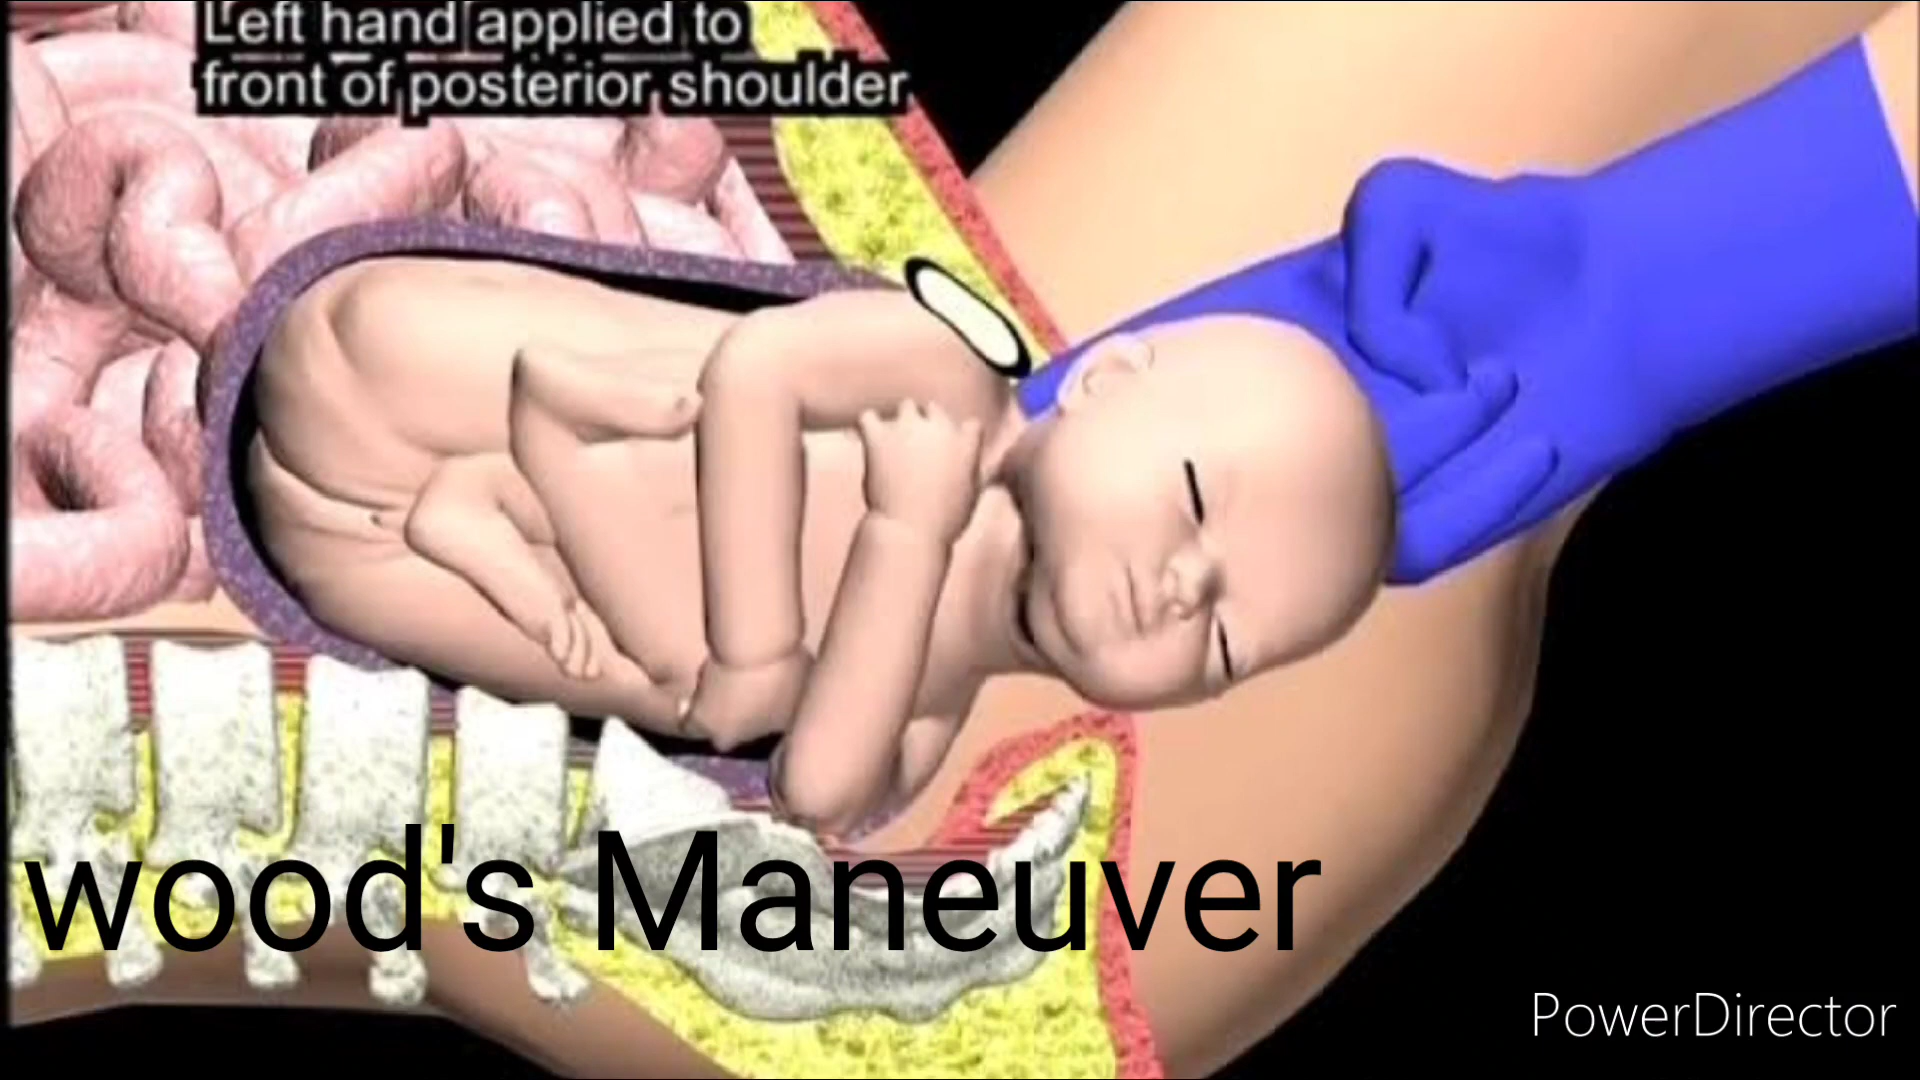 Left hand applied to
front of posterior shoulder
wood's Maneuver
PowerDirector